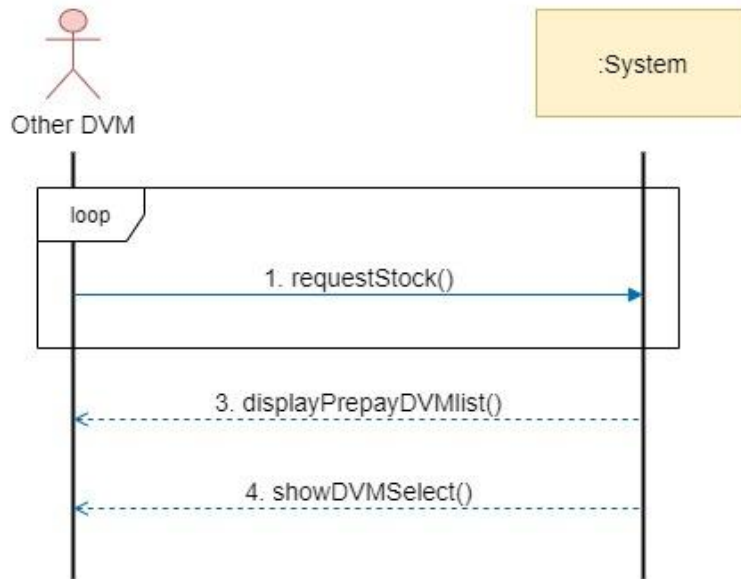 :System
Other DVM
loop
1. requestStock()
3. displayPrepayDVMlist()
4. showDVMSelect()